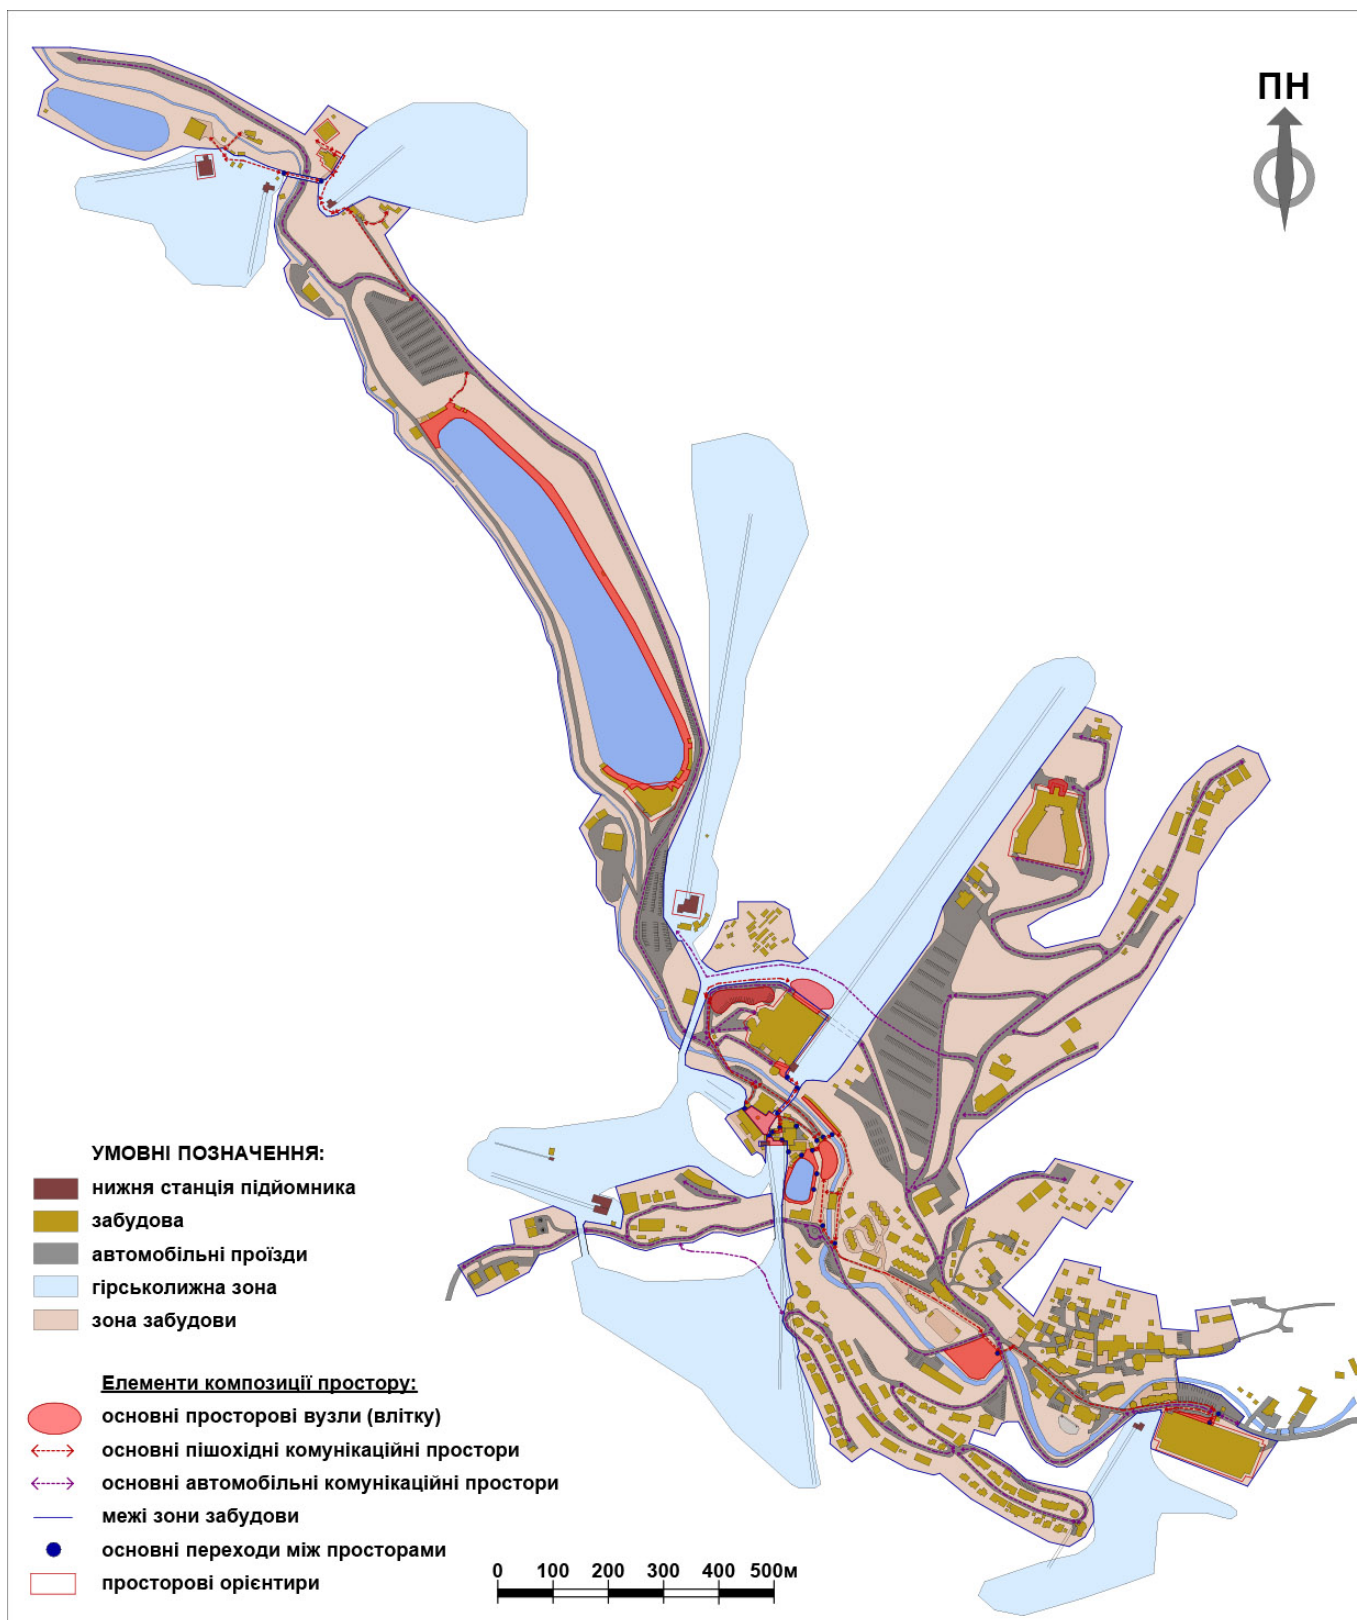 ПН
УМОВНІ ПОЗНАЧЕННЯ:
нижня станція підйомника
забудова
автомобільні проїзди
гірськолижна зона
зона забудови
Елементи композиції простору:
основні просторові вузли (влітку)
основні пішохідні комунікаційні простори
основні автомобільні комунікаційні простори
межі зони забудови
основні переходи між просторами
просторові орієнтири
0 100 200 300 400 500м